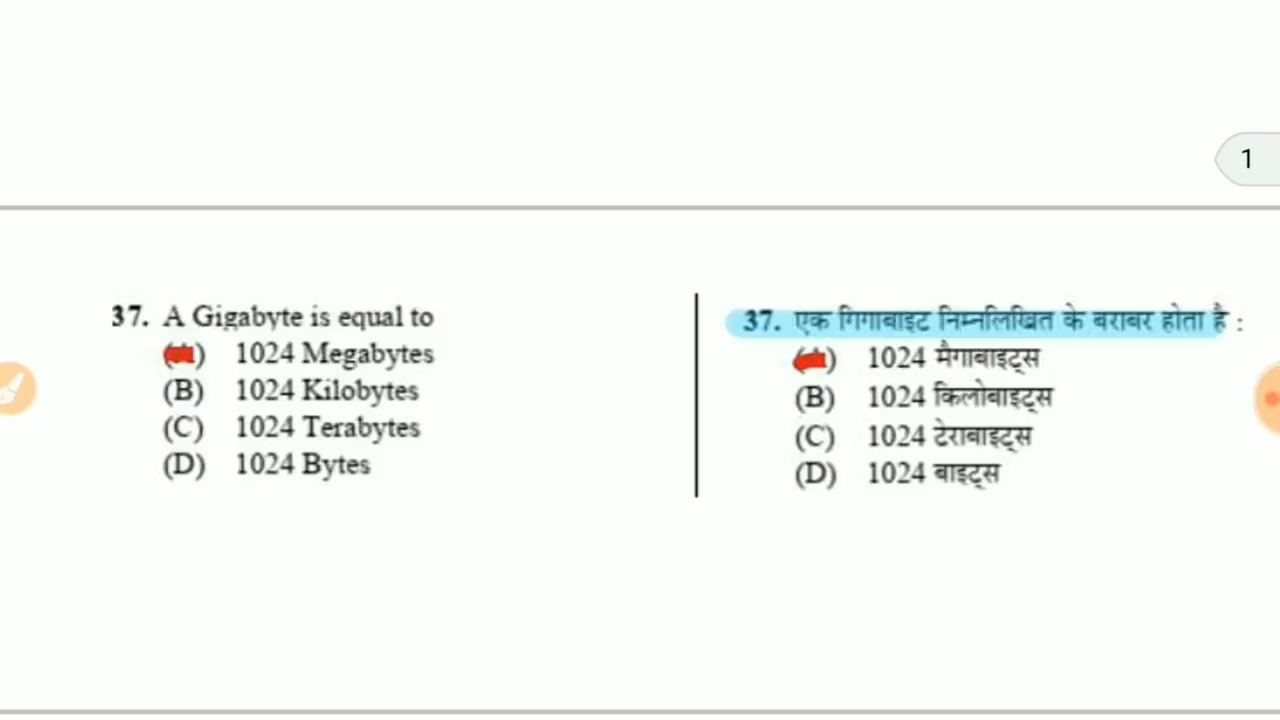 1
37. A Gigabyte is equal to
) 1024 Megabytes
(B) 1024 Kilobytes
(C) 1024 Terabytes
(D) 1024 Bytes
37. एक गिगाबाइट निम्नलिखित के बराबर होता है :
) 1024 मैगाबाइट्स
(B) 1024 किलोबाइट्स
(C) 1024 टेराबाइट्स
(D) 1024 बाइट्स